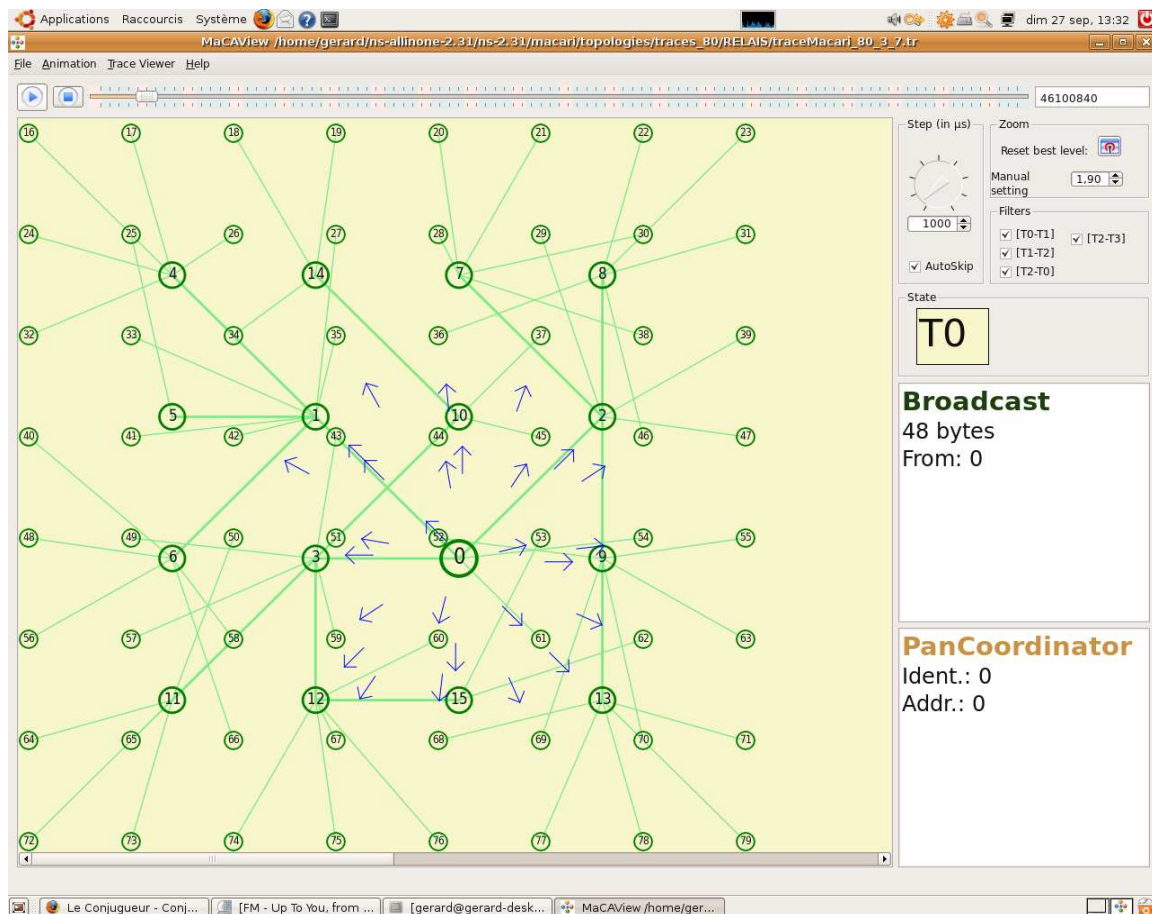 Applications Raccourcis Système dim 27 sep, 13:32
MaCAView /home/gerard/ns-allinone-2.31/ns-2.31/macari/topologies/traces_80/RELAIS/traceMacari_80_3_7.tr
File Animation Trace Viewer Help
46100840
Step (in µs)
1000
AutoSkip
Zoom
Reset best level:
Manual setting 1,90
Filters
[T0-T1] [T2-T3]
[T1-T2]
[T2-T0]
State
T0
Broadcast
48 bytes
From: 0
PanCoordinator
Ident.: 0
Addr.: 0
16 17 18 19 20 21 22 23
24 25 26 27 28 29 30 31
4 14 7 8
32 33 34 35 36 37 38 39
5 1 10 2
40 41 42 43 44 45 46 47
48 49 50 51 52 53 54 55
6 3 0 9
56 57 58 59 60 61 62 63
11 12 15 13
64 65 66 67 68 69 70 71
72 73 74 75 76 77 78 79
Le Conjugueur - Conj... [FM - Up To You, from ... [gerard@gerard-desk... MaCAView /home/ger...